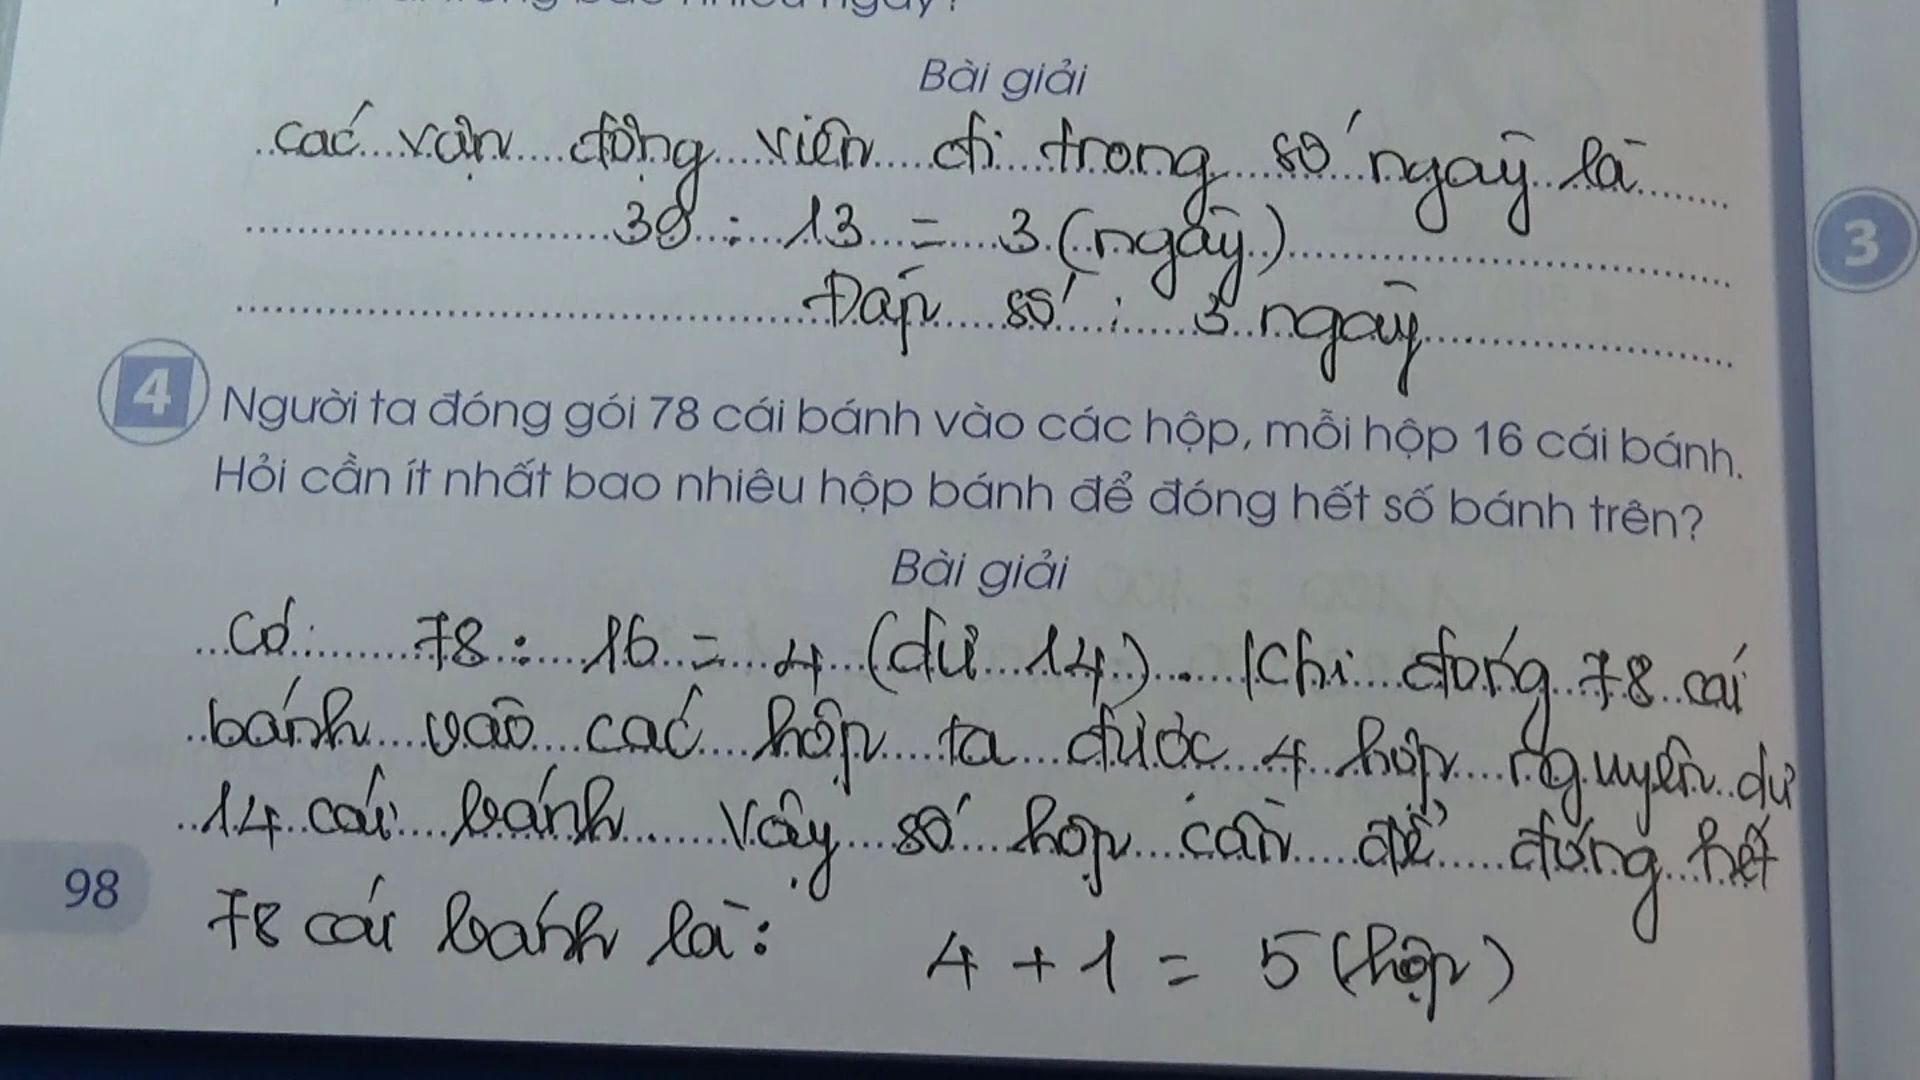 bao nhiêu ngày?
Bài giải
các vận động viên đi trong số ngày là
39 : 13 = 3 (ngày)
Đáp số : 3 ngày
3
4 Người ta đóng gói 78 cái bánh vào các hộp, mỗi hộp 16 cái bánh.
Hỏi cần ít nhất bao nhiêu hộp bánh để đóng hết số bánh trên?
Bài giải
Có: 78 : 16 = 4 (dư 14). Khi đóng 78 cái
bánh vào các hộp ta được 4 hộp nguyên dư
14 cái bánh Vậy số hộp cần để đóng hết
98
78 cái bánh là: 4 + 1 = 5 (hộp)